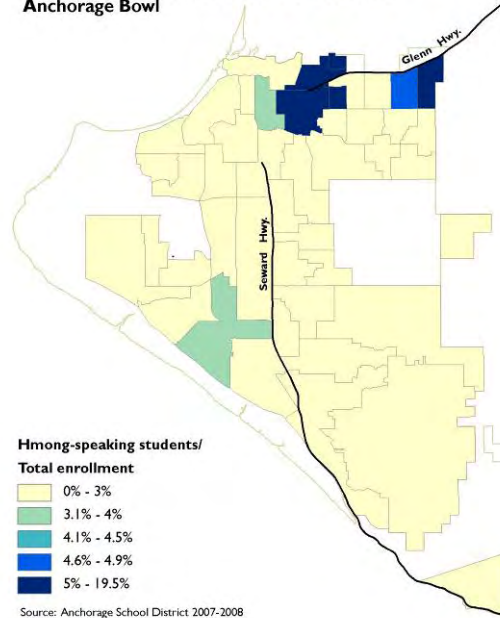 Anchorage Bowl
Glenn Hwy.
Seward Hwy.
Hmong-speaking students/
Total enrollment
0% - 3%
3.1% - 4%
4.1% - 4.5%
4.6% - 4.9%
5% - 19.5%
Source: Anchorage School District 2007-2008